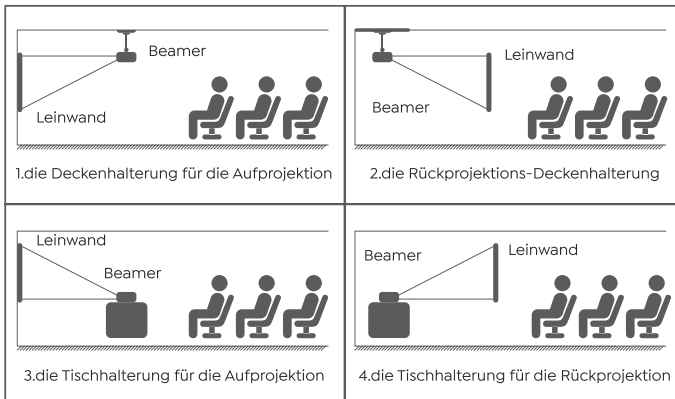 Beamer
Leinwand
1.die Deckenhalterung für die Aufprojektion
Leinwand
Beamer
2.die Rückprojektions-Deckenhalterung
Leinwand
Beamer
3.die Tischhalterung für die Aufprojektion
Beamer
Leinwand
4.die Tischhalterung für die Rückprojektion